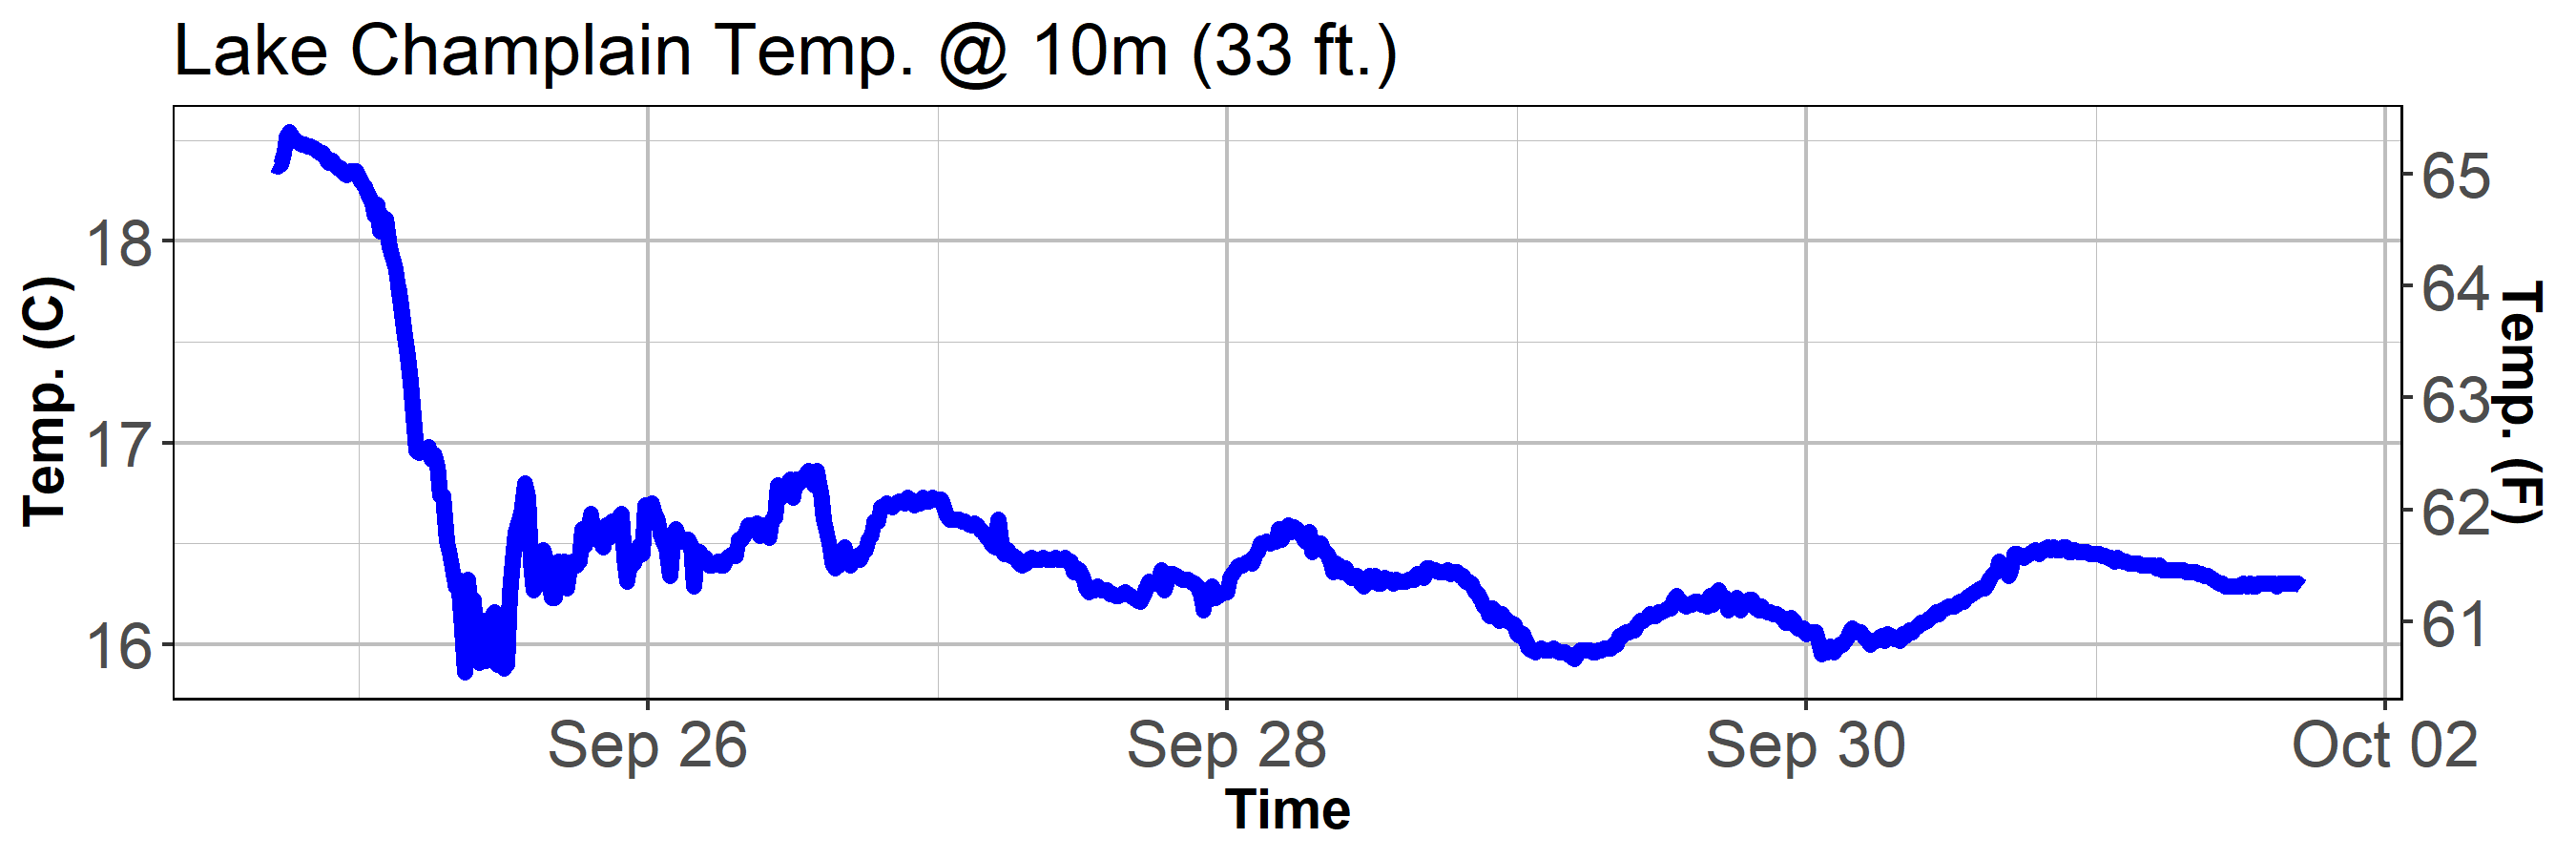 Lake Champlain Temp. @ 10m (33 ft.)
Temp. (C)
18
17
16
65
64
63
62
61
Temp. (F)
Sep 26
Sep 28
Sep 30
Oct 02
Time